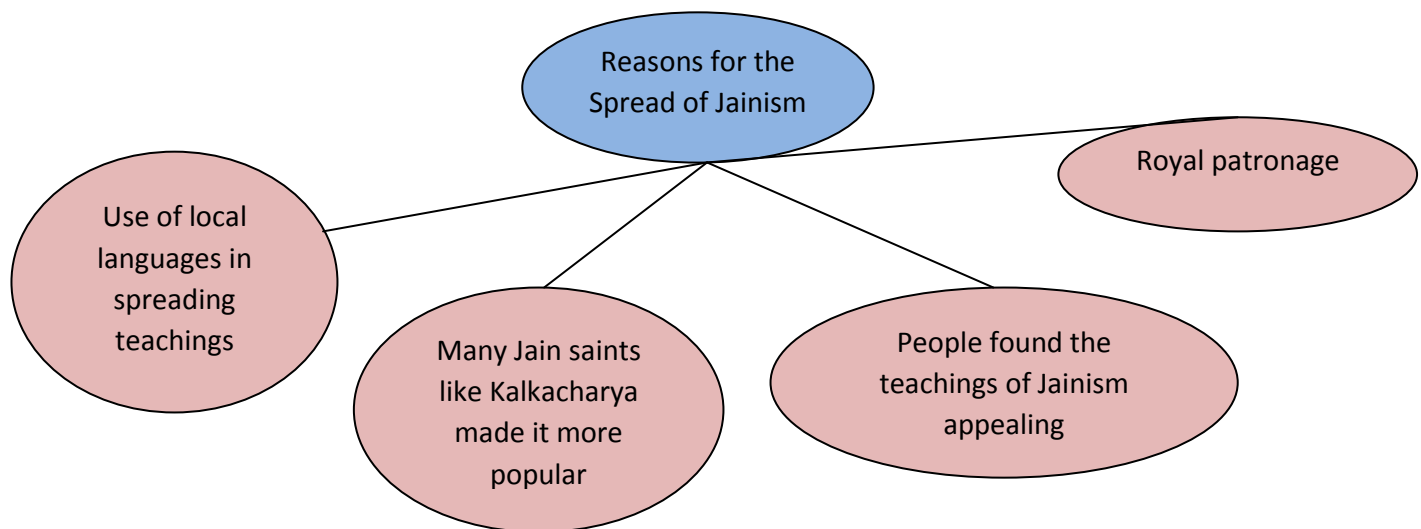 Reasons for the
Spread of Jainism
Royal patronage
Use of local
languages in
spreading
teachings
Many Jain saints
like Kalkacharya
made it more
popular
People found the
teachings of Jainism
appealing